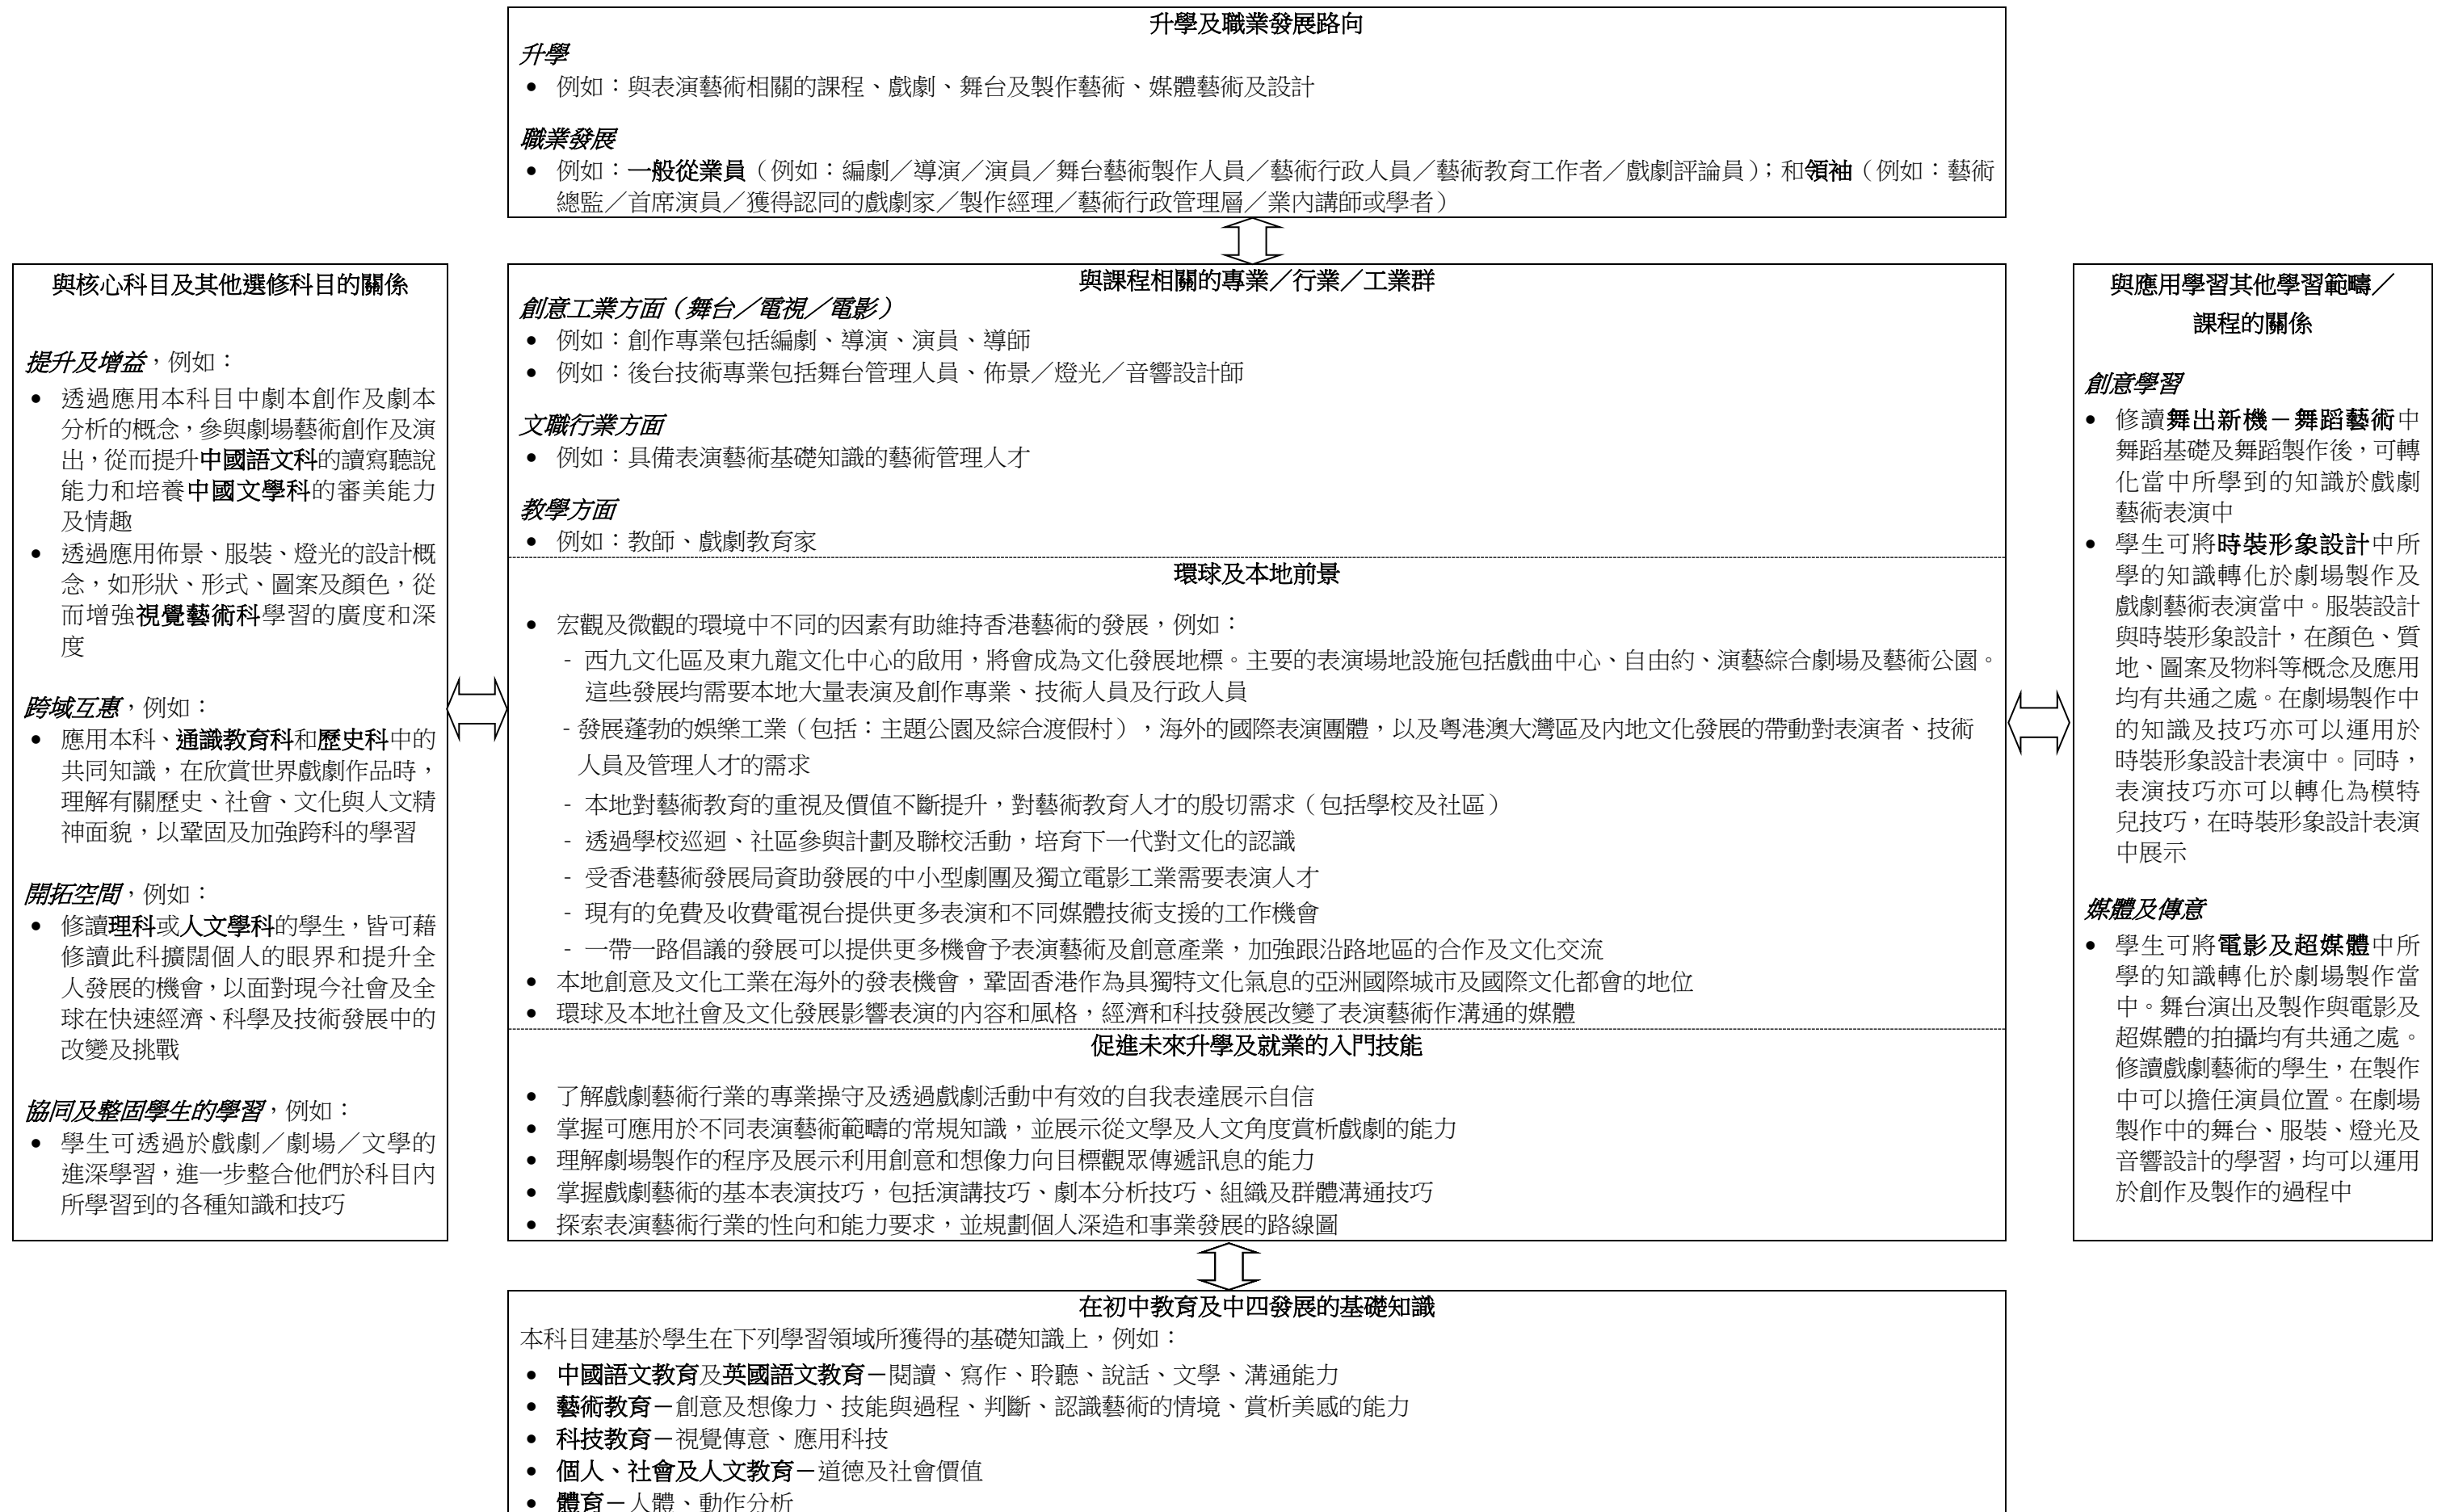 升學及職業發展路向
升學
● 例如：與表演藝術相關的課程、戲劇、舞台及製作藝術、媒體藝術及設計
職業發展
● 例如：一般從業員（例如：編劇／導演／演員／舞台藝術製作人員／藝術行政人員／藝術教育工作者／戲劇評論員）；和領袖（例如：藝術
總監／首席演員／獲得認同的戲劇家／製作經理／藝術行政管理層／業內講師或學者）
與核心科目及其他選修科目的關係
提升及增益，例如：
● 透過應用本科目中劇本創作及劇本
分析的概念，參與劇場藝術創作及演
出，從而提升中國語文科的讀寫聽說
能力和培養中國文學科的審美能力
及情趣
● 透過應用佈景、服裝、燈光的設計概
念，如形狀、形式、圖案及顏色，從
而增強視覺藝術科學習的廣度和深
度
跨域互惠，例如：
● 應用本科、通識教育科和歷史科中的
共同知識，在欣賞世界戲劇作品時，
理解有關歷史、社會、文化與人文精
神面貌，以鞏固及加強跨科的學習
開拓空間，例如：
● 修讀理科或人文學科的學生，皆可藉
修讀此科擴闊個人的眼界和提升全
人發展的機會，以面對現今社會及全
球在快速經濟、科學及技術發展中的
改變及挑戰
協同及整固學生的學習，例如：
● 學生可透過於戲劇／劇場／文學的
進深學習，進一步整合他們於科目內
所學習到的各種知識和技巧
與課程相關的專業／行業／工業群
創意工業方面（舞台／電視／電影）
● 例如：創作專業包括編劇、導演、演員、導師
● 例如：後台技術專業包括舞台管理人員、佈景／燈光／音響設計師
文職行業方面
● 例如：具備表演藝術基礎知識的藝術管理人才
教學方面
● 例如：教師、戲劇教育家
環球及本地前景
● 宏觀及微觀的環境中不同的因素有助維持香港藝術的發展，例如：
- 西九文化區及東九龍文化中心的啟用，將會成為文化發展地標。主要的表演場地設施包括戲曲中心、自由約、演藝綜合劇場及藝術公園。
這些發展均需要本地大量表演及創作專業、技術人員及行政人員
- 發展蓬勃的娛樂工業（包括：主題公園及綜合渡假村），海外的國際表演團體，以及粵港澳大灣區及內地文化發展的帶動對表演者、技術
人員及管理人才的需求
- 本地對藝術教育的重視及價值不斷提升，對藝術教育人才的殷切需求（包括學校及社區）
- 透過學校巡迴、社區參與計劃及聯校活動，培育下一代對文化的認識
- 受香港藝術發展局資助發展的中小型劇團及獨立電影工業需要表演人才
- 現有的免費及收費電視台提供更多表演和不同媒體技術支援的工作機會
- 一帶一路倡議的發展可以提供更多機會予表演藝術及創意產業，加強跟沿路地區的合作及文化交流
● 本地創意及文化工業在海外的發表機會，鞏固香港作為具獨特文化氣息的亞洲國際城市及國際文化都會的地位
● 環球及本地社會及文化發展影響表演的內容和風格，經濟和科技發展改變了表演藝術作溝通的媒體
促進未來升學及就業的入門技能
● 了解戲劇藝術行業的專業操守及透過戲劇活動中有效的自我表達展示自信
● 掌握可應用於不同表演藝術範疇的常規知識，並展示從文學及人文角度賞析戲劇的能力
● 理解劇場製作的程序及展示利用創意和想像力向目標觀眾傳遞訊息的能力
● 掌握戲劇藝術的基本表演技巧，包括演講技巧、劇本分析技巧、組織及群體溝通技巧
● 探索表演藝術行業的性向和能力要求，並規劃個人深造和事業發展的路線圖
與應用學習其他學習範疇／
課程的關係
創意學習
● 修讀舞出新機－舞蹈藝術中
舞蹈基礎及舞蹈製作後，可轉
化當中所學到的知識於戲劇
藝術表演中
● 學生可將時裝形象設計中所
學的知識轉化於劇場製作及
戲劇藝術表演當中。服裝設計
與時裝形象設計，在顏色、質
地、圖案及物料等概念及應用
均有共通之處。在劇場製作中
的知識及技巧亦可以運用於
時裝形象設計表演中。同時，
表演技巧亦可以轉化為模特
兒技巧，在時裝形象設計表演
中展示
媒體及傳意
● 學生可將電影及超媒體中所
學的知識轉化於劇場製作當
中。舞台演出及製作與電影及
超媒體的拍攝均有共通之處。
修讀戲劇藝術的學生，在製作
中可以擔任演員位置。在劇場
製作中的舞台、服裝、燈光及
音響設計的學習，均可以運用
於創作及製作的過程中
在初中教育及中四發展的基礎知識
本科目建基於學生在下列學習領域所獲得的基礎知識上，例如：
● 中國語文教育及英國語文教育－閱讀、寫作、聆聽、說話、文學、溝通能力
● 藝術教育－創意及想像力、技能與過程、判斷、認識藝術的情境、賞析美感的能力
● 科技教育－視覺傳意、應用科技
● 個人、社會及人文教育－道德及社會價值
● 體育－人體、動作分析